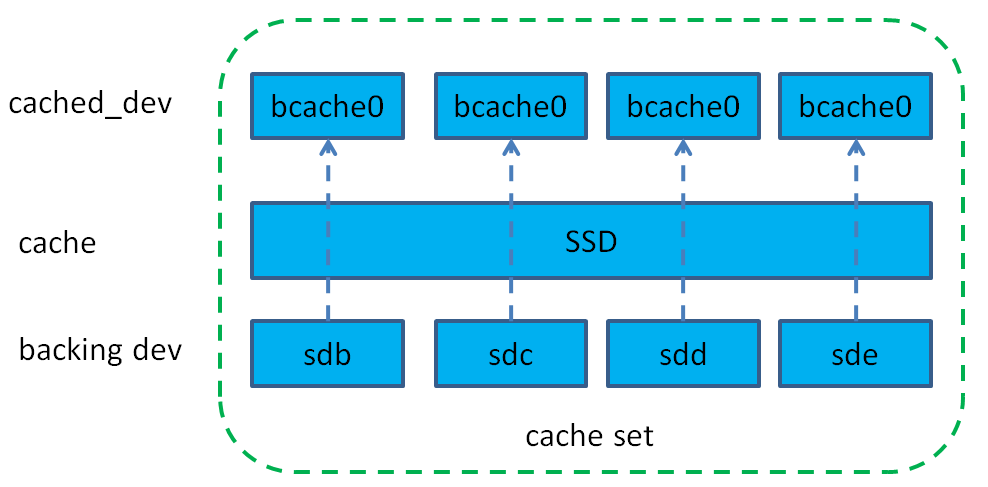 cached_dev
bcache0 bcache0 bcache0 bcache0
cache
SSD
backing dev
sdb sdc sdd sde
cache set